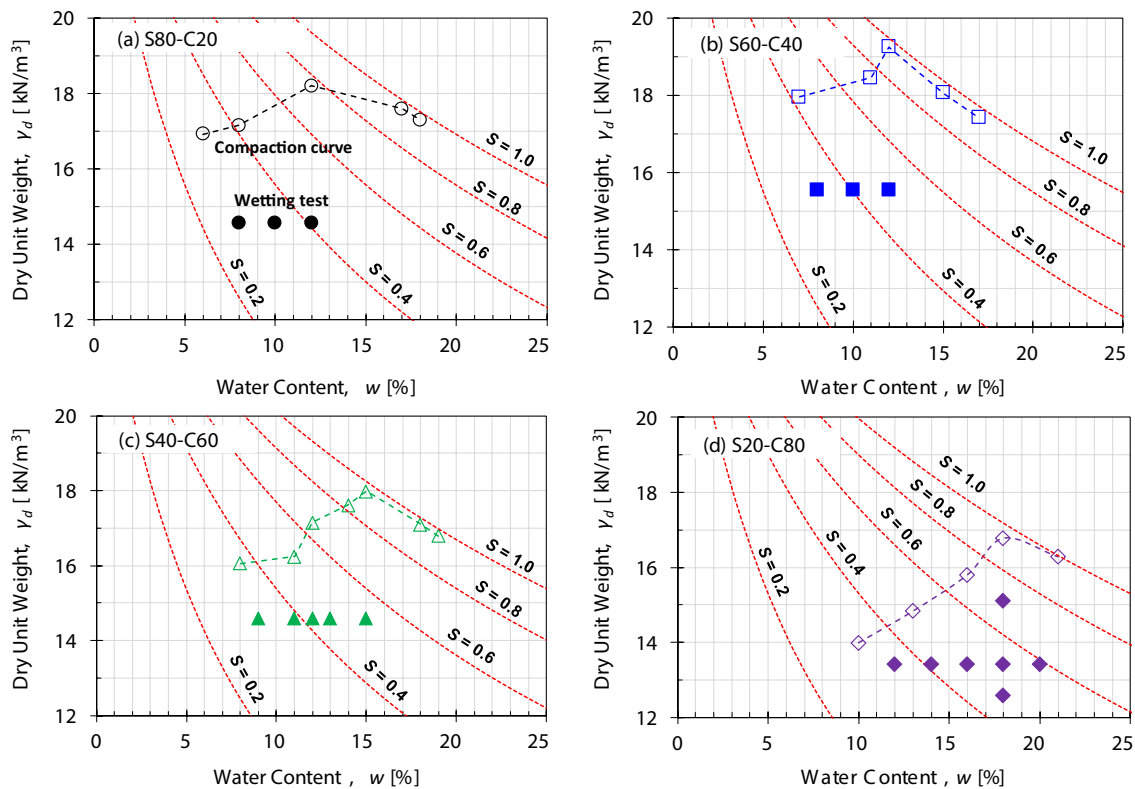 (a) S80-C20
Compaction curve
Wetting test
S = 1.0
S = 0.8
S = 0.6
S = 0.4
S = 0.2
20
18
16
14
12
0 5 10 15 20 25
Dry Unit Weight, γd [ kN/m³]
Water Content, w [%]
(b) S60-C40
S = 1.0
S = 0.8
S = 0.6
S = 0.4
S = 0.2
20
18
16
14
12
0 5 10 15 20 25
Dry Unit Weight, γd [ kN/m³]
Water Content , w [%]
(c) S40-C60
S = 1.0
S = 0.8
S = 0.6
S = 0.4
S = 0.2
20
18
16
14
12
0 5 10 15 20 25
Dry Unit Weight, γd [ kN/m³]
Water Content , w [%]
(d) S20-C80
S = 1.0
S = 0.8
S = 0.6
S = 0.4
S = 0.2
20
18
16
14
12
0 5 10 15 20 25
Dry Unit Weight, γd [ kN/m³]
Water Content , w [%]